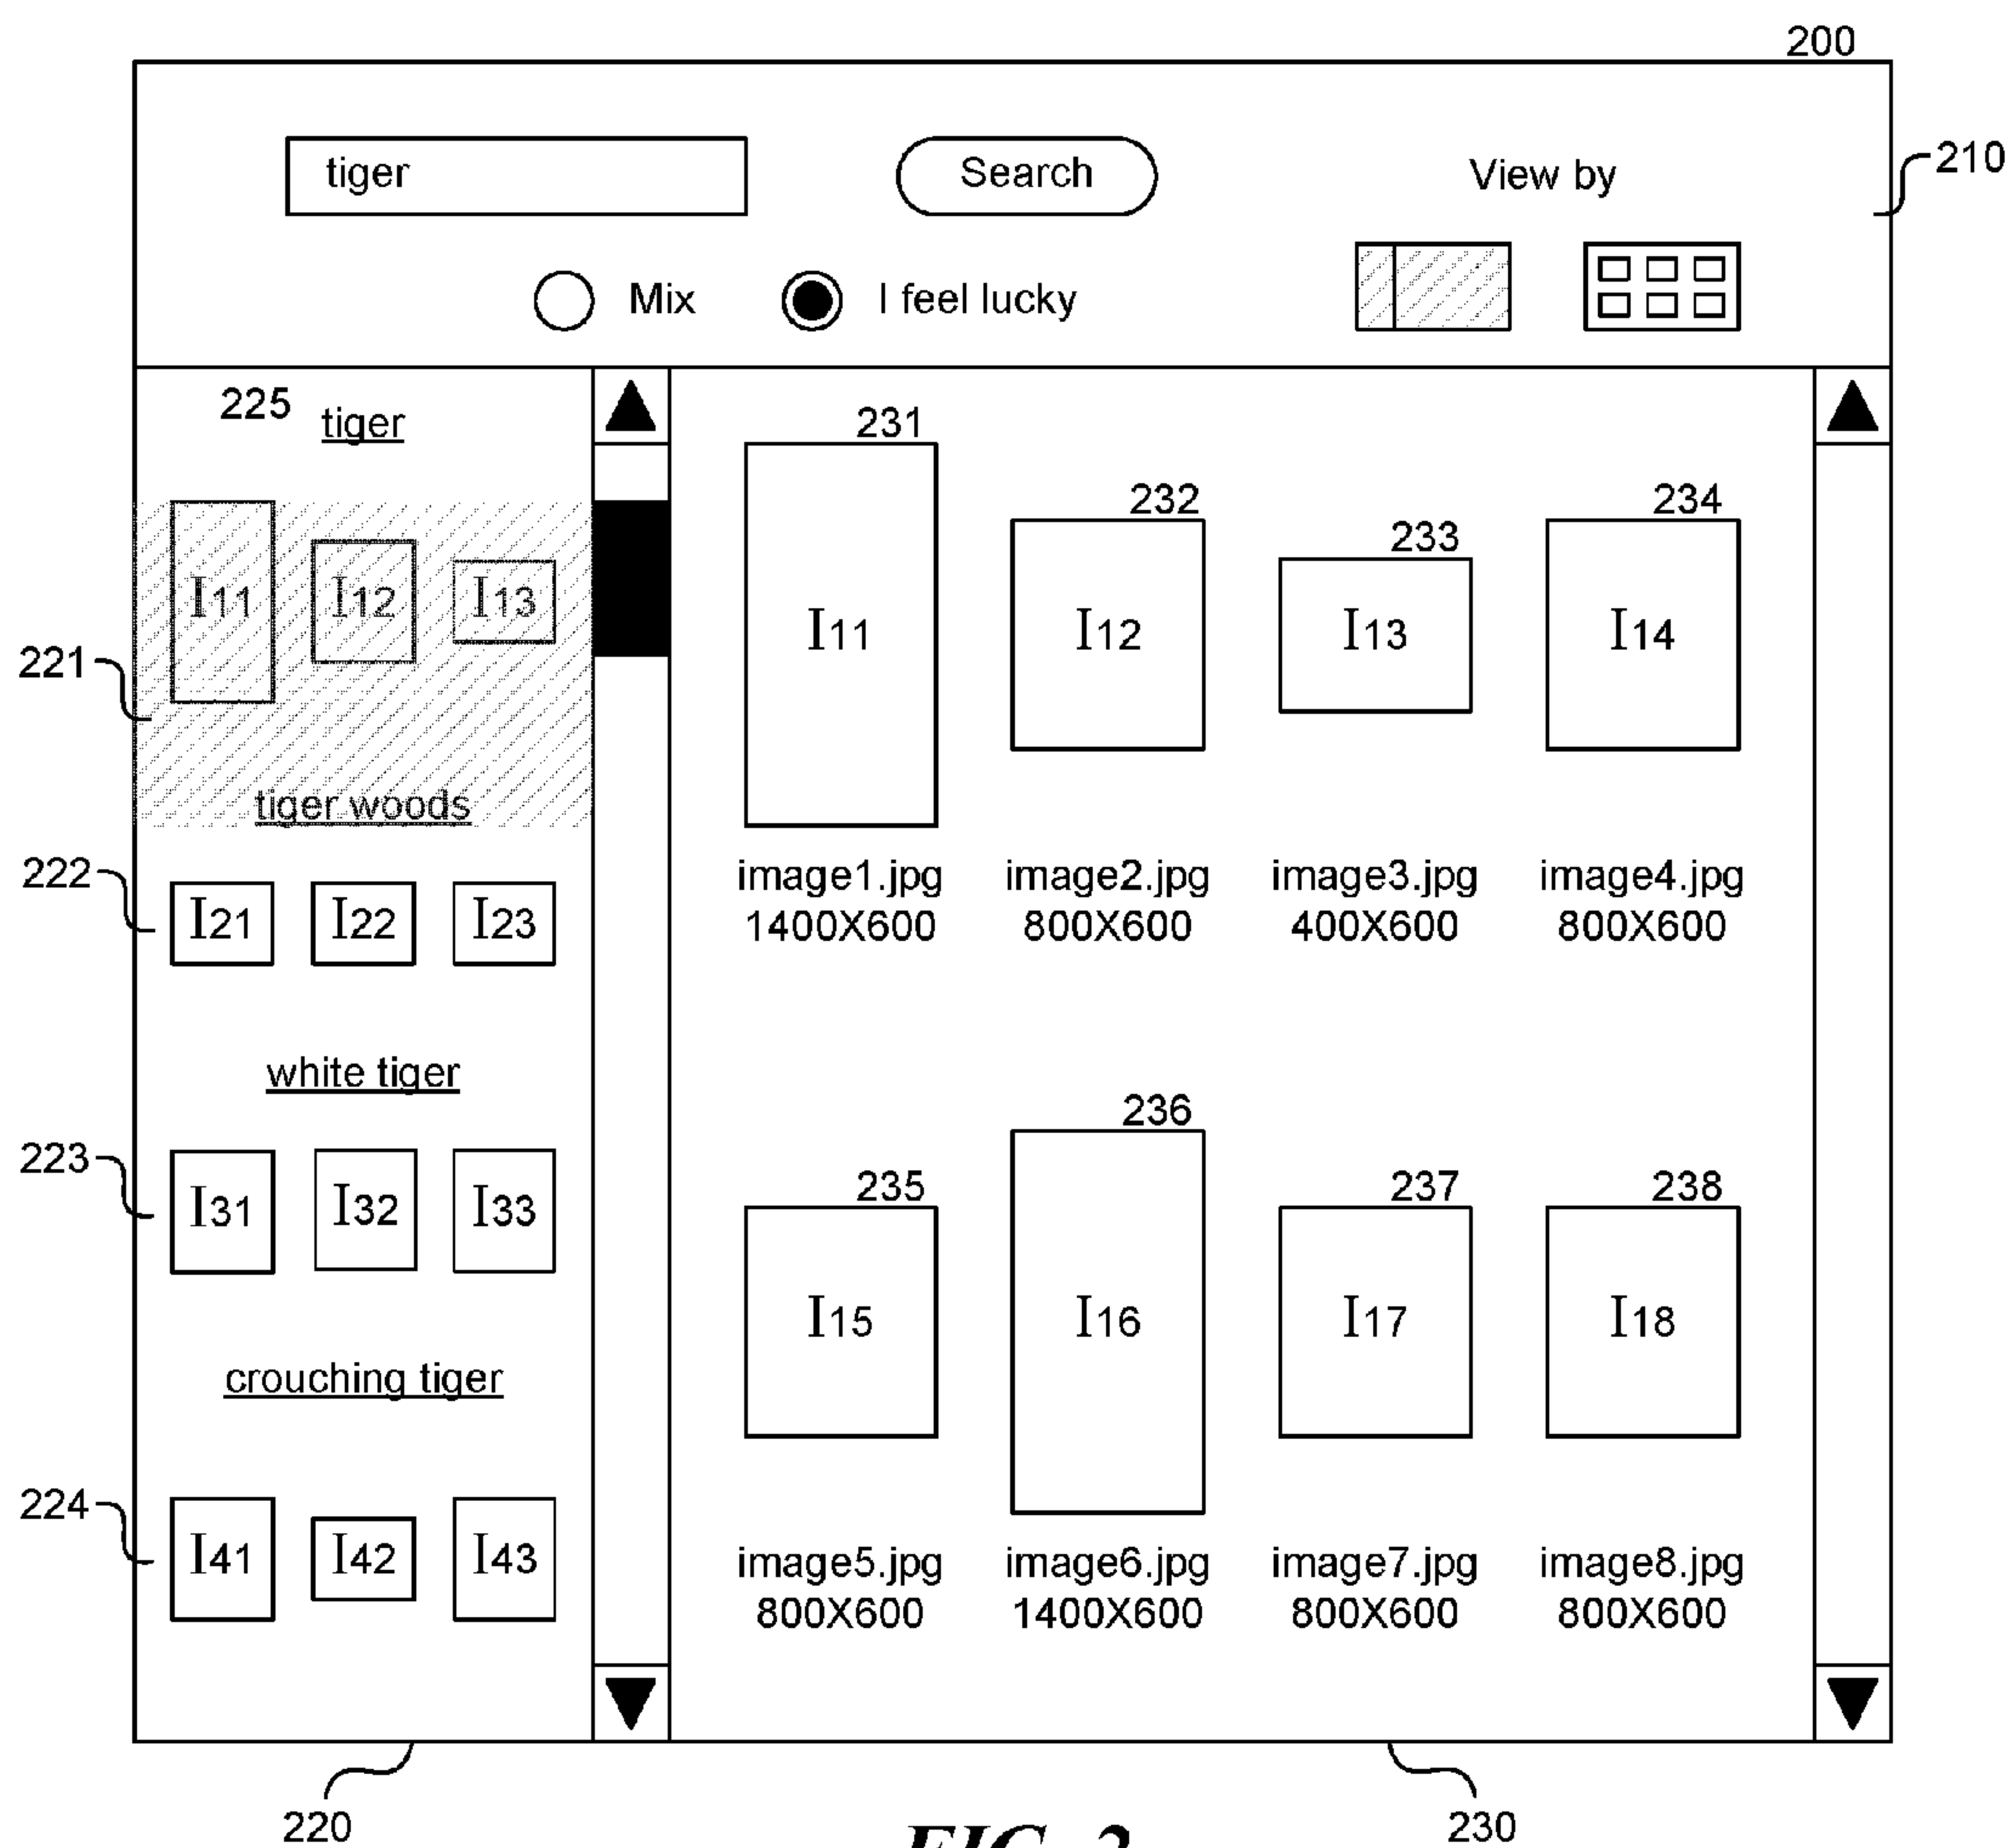 200
tiger
Search
View by
210
Mix
I feel lucky
225
tiger
I11
I12
I13
221
tiger woods
222
I21
I22
I23
white tiger
223
I31
I32
I33
crouching tiger
224
I41
I42
I43
220
231
232
233
234
I11
I12
I13
I14
image1.jpg
1400X600
image2.jpg
800X600
image3.jpg
400X600
image4.jpg
800X600
235
236
237
238
I15
I16
I17
I18
image5.jpg
800X600
image6.jpg
1400X600
image7.jpg
800X600
image8.jpg
800X600
230